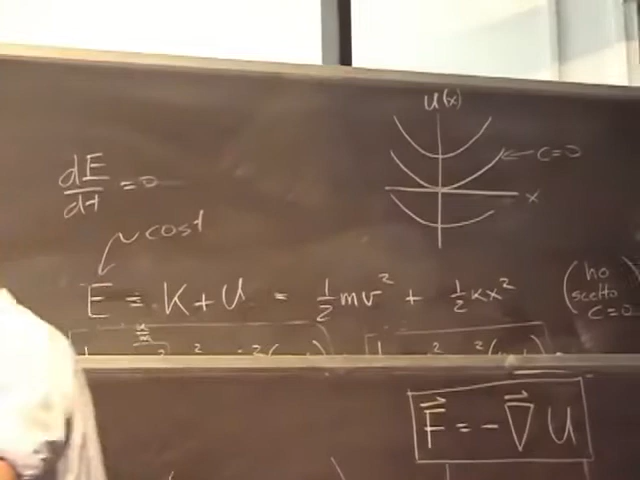 u(x)
c=0
x
dE/dt = 0
cost
E = K + U = 1/2 mv² + 1/2 kx²
(ho
scelto
c=0
F⃗ = -∇⃗ U